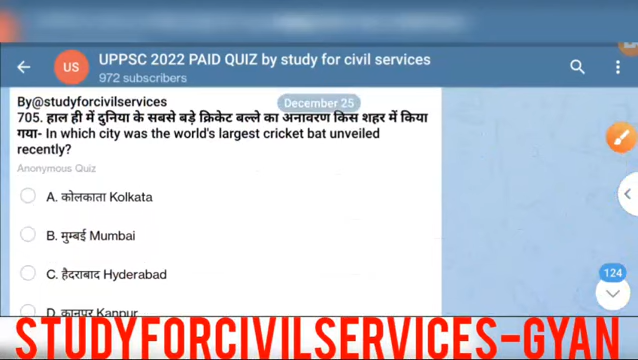 US
UPPSC 2022 PAID QUIZ by study for civil services
972 subscribers
By@studyforcivilservices
December 25
705. हाल ही में दुनिया के सबसे बड़े क्रिकेट बल्ले का अनावरण किस शहर में किया
गया- In which city was the world's largest cricket bat unveiled
recently?
Anonymous Quiz
A. कोलकाता Kolkata
B. मुम्बई Mumbai
C. हैदराबाद Hyderabad
124
D. कानपुर Kanpur
STUDYFORCIVILSERVICES-GYAN